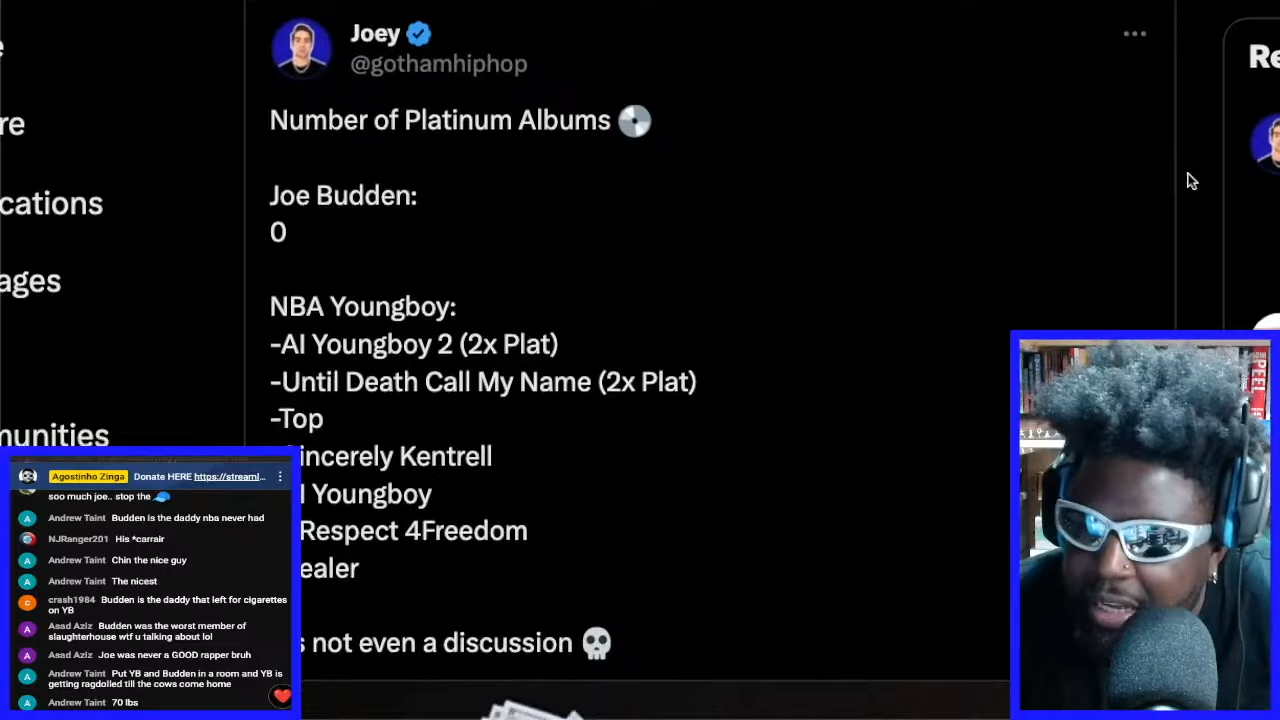 Joey
@gothamhiphop
Number of Platinum Albums
Joe Budden:
0
NBA Youngboy:
-AI Youngboy 2 (2x Plat)
-Until Death Call My Name (2x Plat)
-Top
incerely Kentrell
I Youngboy
Respect 4Freedom
ealer
s not even a discussion 💀
re
cations
ages
munities
Re
Agostinho Zinga Donate HERE https://streaml...
soo much joe.. stop the 🧢
Andrew Taint Budden is the daddy nba never had
NJRanger201 His *carrair
Andrew Taint Chin the nice guy
Andrew Taint The nicest
crash1984 Budden is the daddy that left for cigarettes
on YB
Asad Aziz Budden was the worst member of
slaughterhouse wtf u talking about lol
Asad Aziz Joe was never a GOOD rapper bruh
Andrew Taint Put YB and Budden in a room and YB is
getting ragdolled till the cows come home
Andrew Taint 70 lbs
PEEL